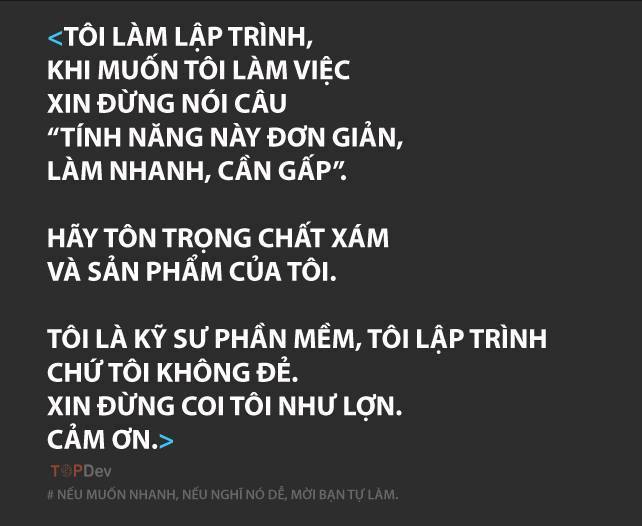 <TÔI LÀM LẬP TRÌNH,
KHI MUỐN TÔI LÀM VIỆC
XIN ĐỪNG NÓI CÂU
“TÍNH NĂNG NÀY ĐƠN GIẢN,
LÀM NHANH, CẦN GẤP”.
HÃY TÔN TRỌNG CHẤT XÁM
VÀ SẢN PHẨM CỦA TÔI.
TÔI LÀ KỸ SƯ PHẦN MỀM, TÔI LẬP TRÌNH
CHỨ TÔI KHÔNG ĐẺ.
XIN ĐỪNG COI TÔI NHƯ LỢN.
CẢM ƠN.>
TOPDev
# NẾU MUỐN NHANH, NẾU NGHĨ NÓ DỄ, MỜI BẠN TỰ LÀM.